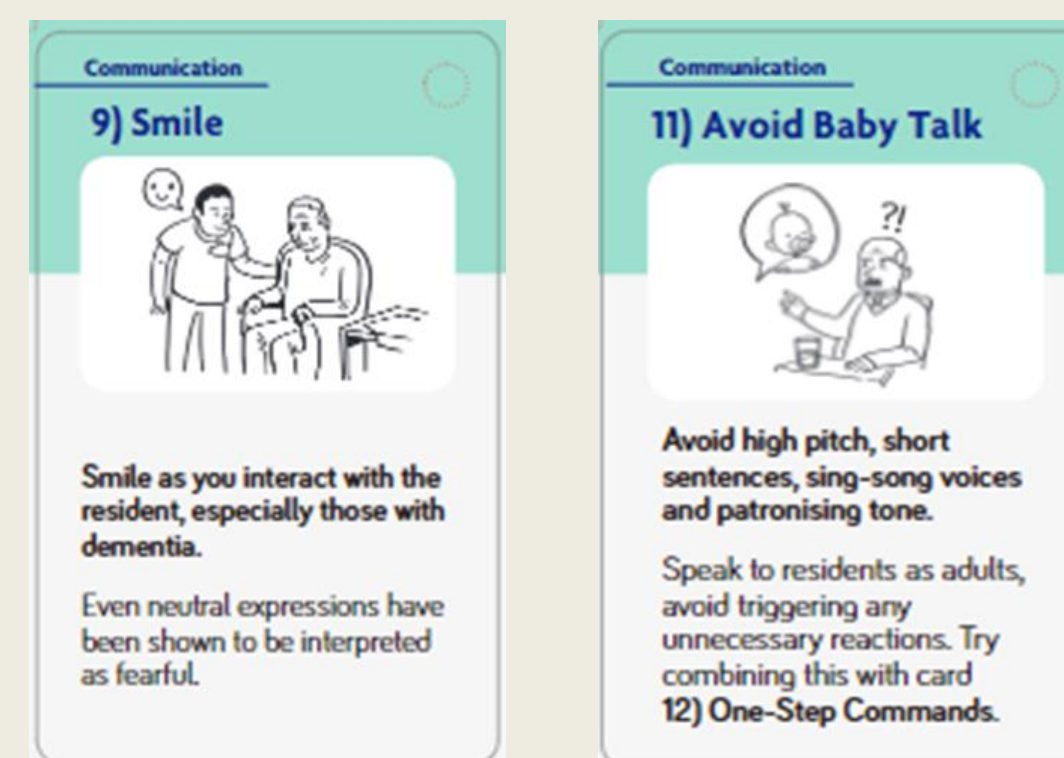 Communication
9) Smile
Smile as you interact with the
resident, especially those with
dementia.
Even neutral expressions have
been shown to be interpreted
as fearful.
Communication
11) Avoid Baby Talk
?!
Avoid high pitch, short
sentences, sing-song voices
and patronising tone.
Speak to residents as adults,
avoid triggering any
unnecessary reactions. Try
combining this with card
12) One-Step Commands.